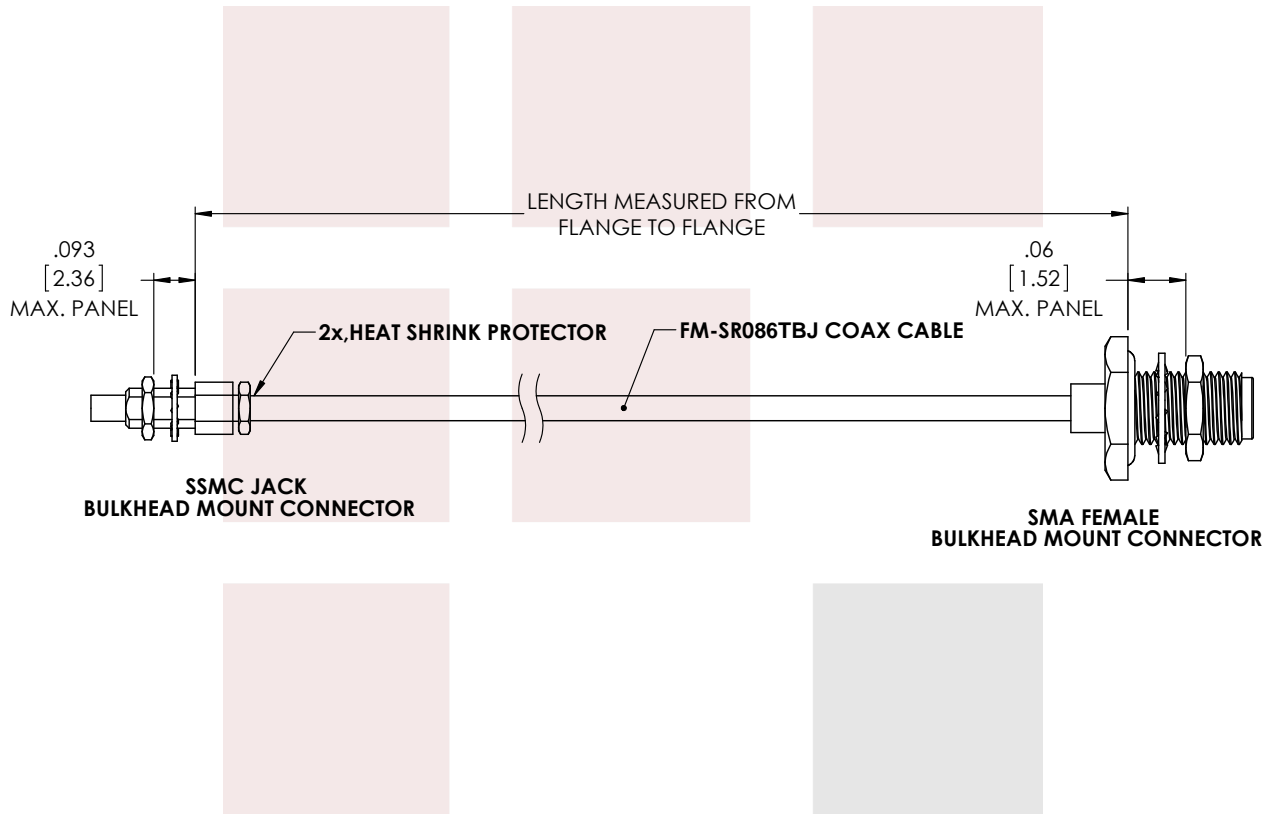 LENGTH MEASURED FROM
FLANGE TO FLANGE
.093
[2.36]
MAX. PANEL
.06
[1.52]
MAX. PANEL
2x,HEAT SHRINK PROTECTOR
FM-SR086TBJ COAX CABLE
SSMC JACK
BULKHEAD MOUNT CONNECTOR
SMA FEMALE
BULKHEAD MOUNT CONNECTOR